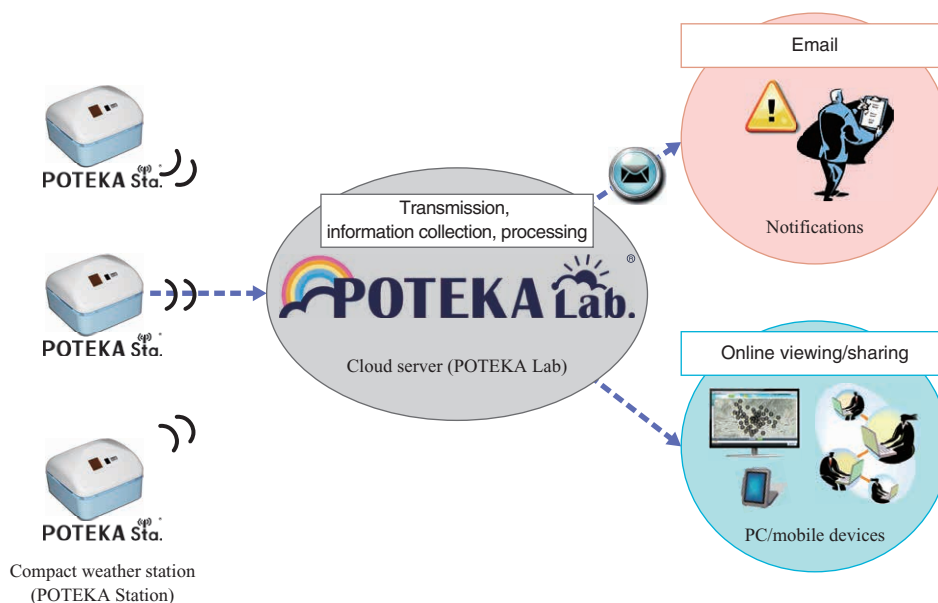 POTEKA Sta.
POTEKA Sta.
POTEKA Sta.
Compact weather station
(POTEKA Station)
Transmission,
information collection, processing
POTEKA Lab.®
Cloud server (POTEKA Lab)
Email
Notifications
Online viewing/sharing
PC/mobile devices